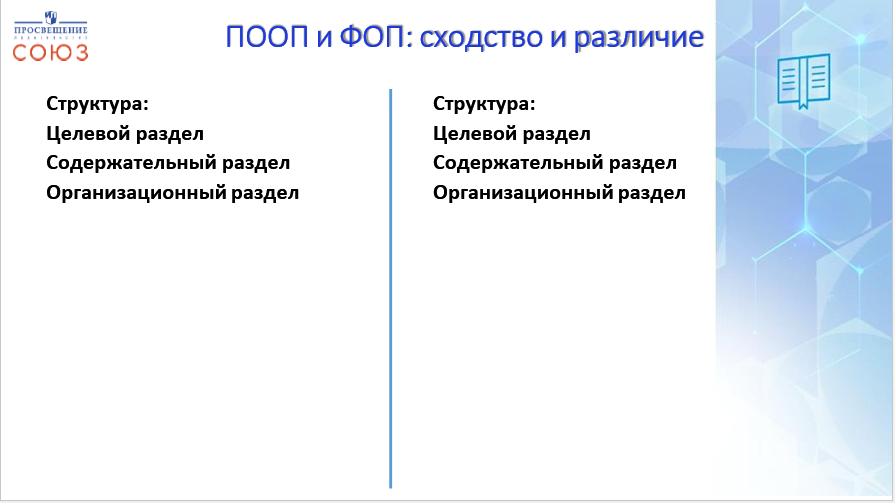 ПРОСВЕЩЕНИЕ
ИЗДАТЕЛЬСТВО
СОЮЗ
ПООП и ФОП: сходство и различие
Структура:
Целевой раздел
Содержательный раздел
Организационный раздел
Структура:
Целевой раздел
Содержательный раздел
Организационный раздел